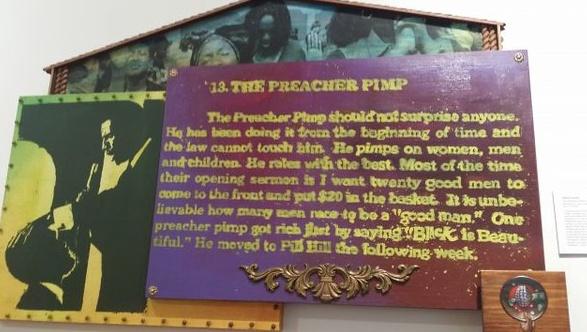 13. THE PREACHER PIMP
The Preacher Pimp should not surprise anyone.
He has been doing it from the beginning of time and
the law cannot touch him. He pimps on women, men
and children. He rates with the best. Most of the time
their opening sermon is I want twenty good men to
come to the front and put $20 in the basket. It is unbe-
lievable how many men race to be a "good man." One
preacher pimp got rich just by saying "Black is Beau-
tiful." He moved to Pill Hill the following week.